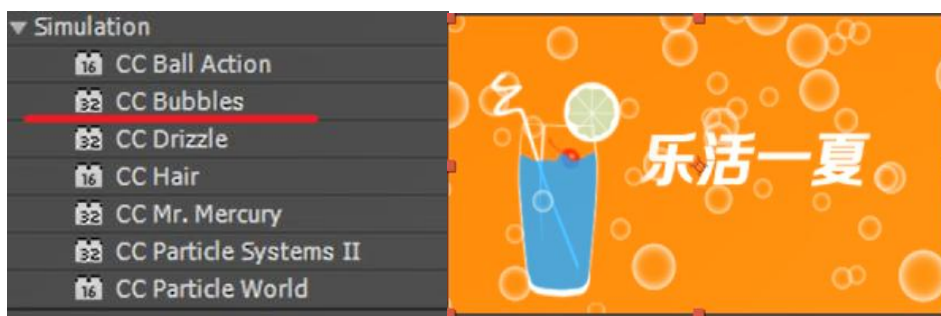 Simulation
16 CC Ball Action
32 CC Bubbles
32 CC Drizzle
16 CC Hair
32 CC Mr. Mercury
32 CC Particle Systems II
16 CC Particle World
乐活一夏